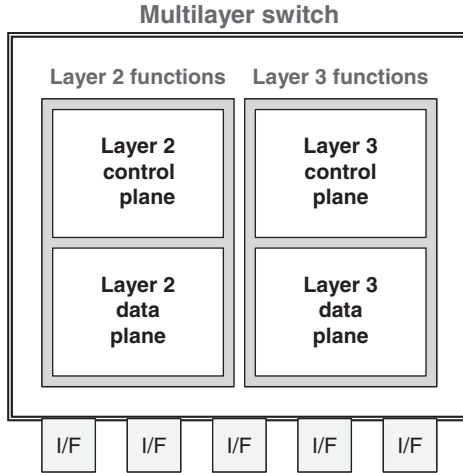 Multilayer switch
Layer 2 functions
Layer 3 functions
Layer 2
control
plane
Layer 3
control
plane
Layer 2
data
plane
Layer 3
data
plane
I/F
I/F
I/F
I/F
I/F